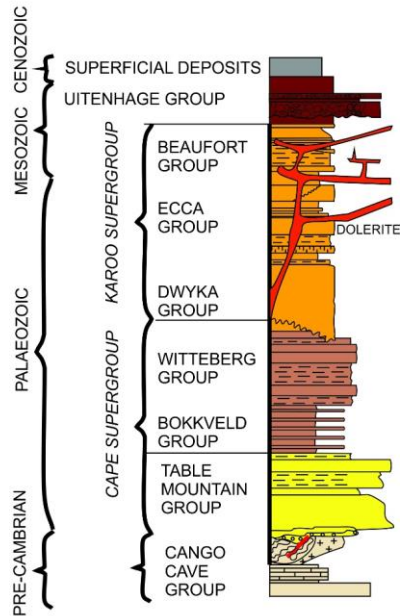 CENOZOIC
MESOZOIC
PALAEOZOIC
PRE-CAMBRIAN
KAROO SUPERGROUP
CAPE SUPERGROUP
SUPERFICIAL DEPOSITS
UITENHAGE GROUP
BEAUFORT
GROUP
ECCA
GROUP
DWYKA
GROUP
WITTEBERG
GROUP
BOKKVELD
GROUP
TABLE
MOUNTAIN
GROUP
CANGO
CAVE
GROUP
DOLERITE